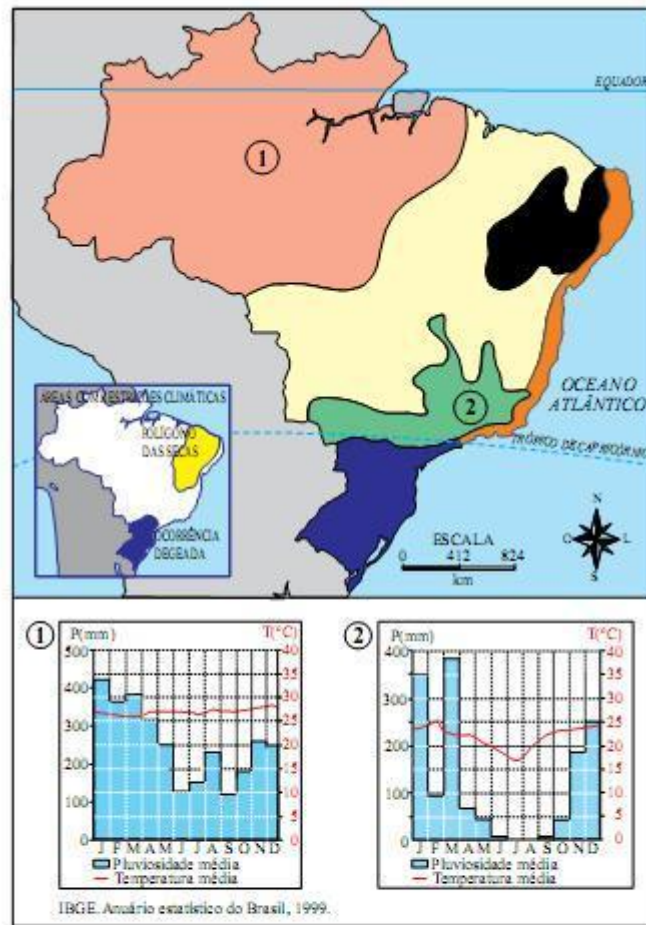 EQUADOR
1
OCEANO
ATLÂNTICO
2
TRÓPICO DE CAPRICÓRNIO
ÁREAS COM RESTRIÇÕES CLIMÁTICAS
POLÍGONO
DAS SECAS
OCORRÊNCIA
DEGEADA
ESCALA
0 412 824
km
N
O L
S
1 P(mm) T(°C)
500 40
35
400 30
300 25
20
200 15
100 10
5
0 0
J F M A M J J A S O N D
Pluviosidade média
Temperatura média
2 P(mm) T(°C)
400 40
35
300 30
25
200 20
15
100 10
5
0 0
J F M A M J J A S O N D
Pluviosidade média
Temperatura média
IBGE. Anuário estatístico do Brasil, 1999.